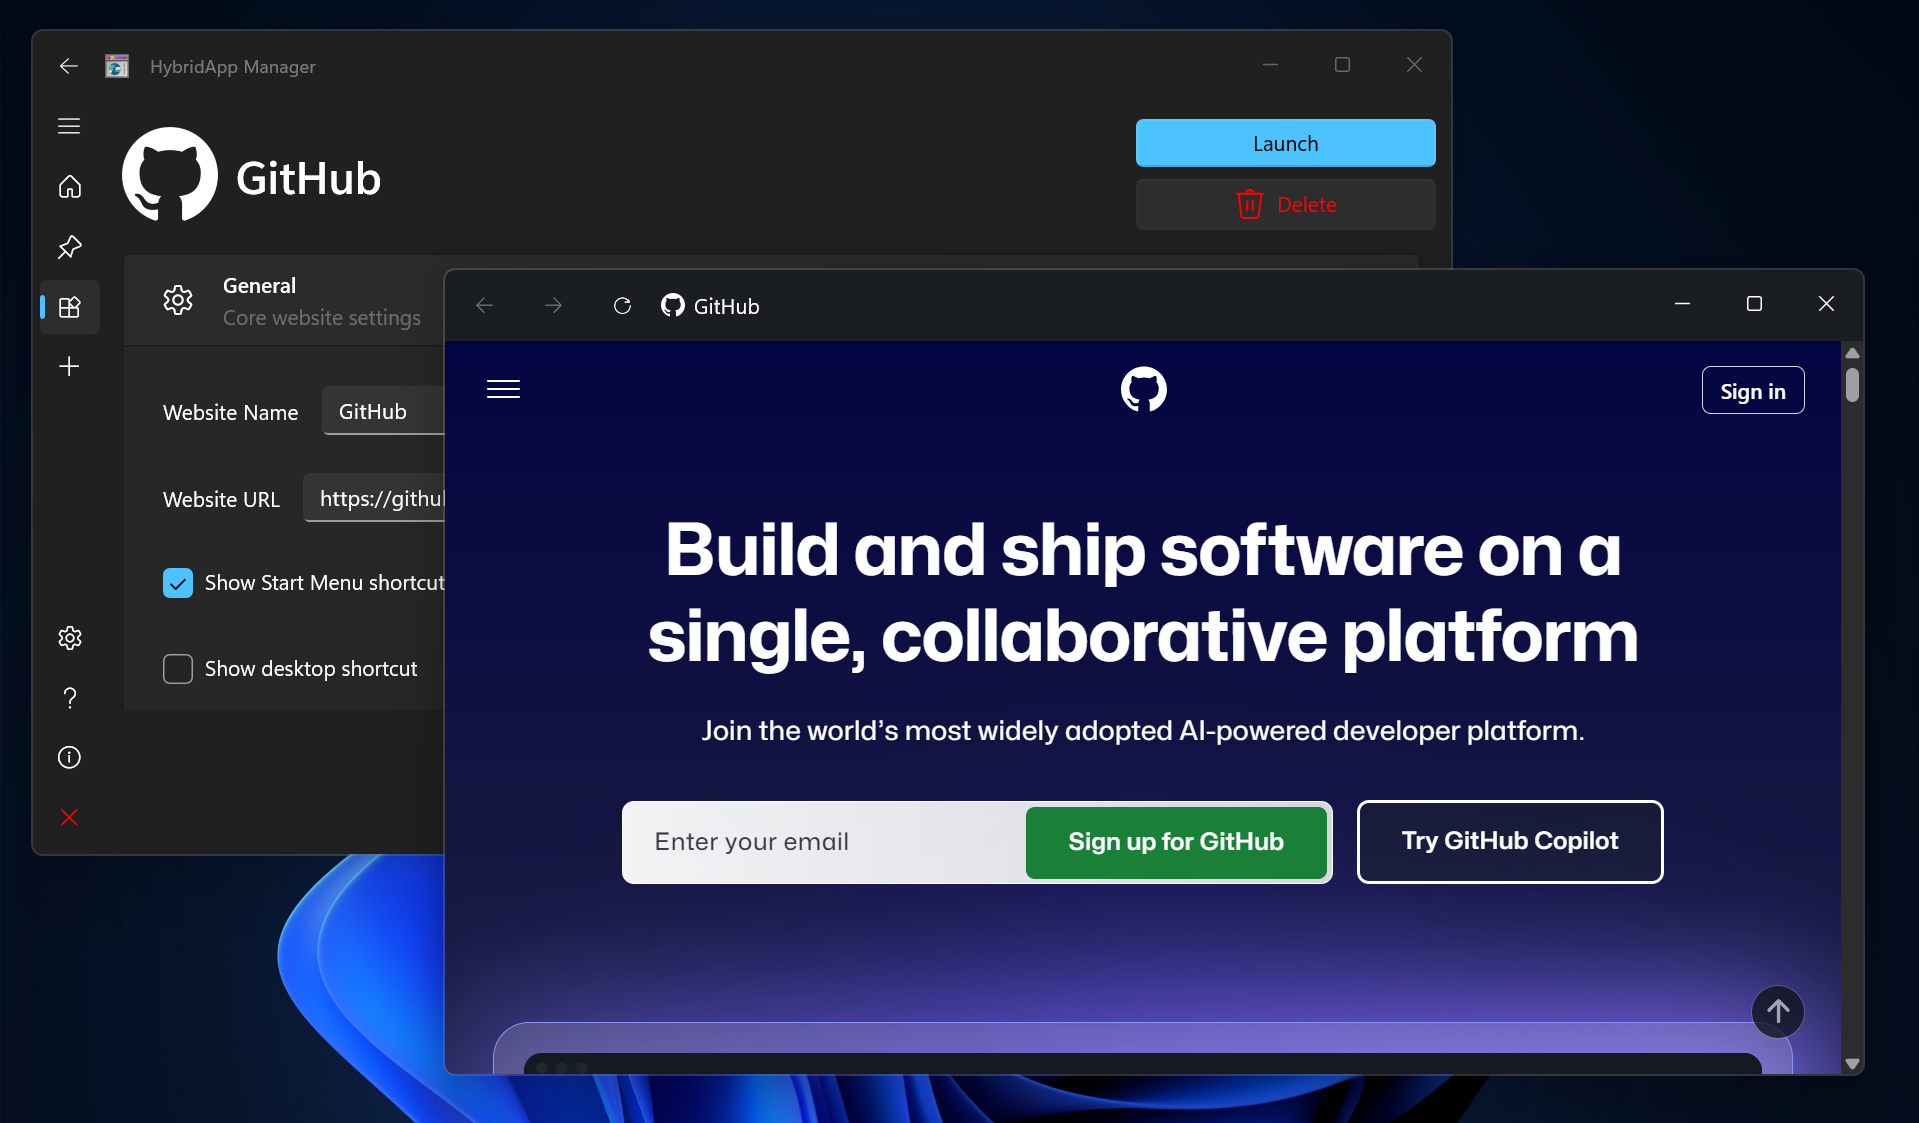 HybridApp Manager
GitHub
Launch
Delete
General
Core website settings
Website Name
GitHub
Website URL
https://githu
Show Start Menu shortcut
Show desktop shortcut
GitHub
Sign in
Build and ship software on a
single, collaborative platform
Join the world’s most widely adopted AI-powered developer platform.
Enter your email
Sign up for GitHub
Try GitHub Copilot